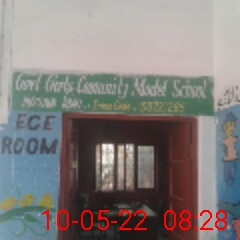 Govt Girls Community Model School
ECE
ROOM
10-05-22 08:28